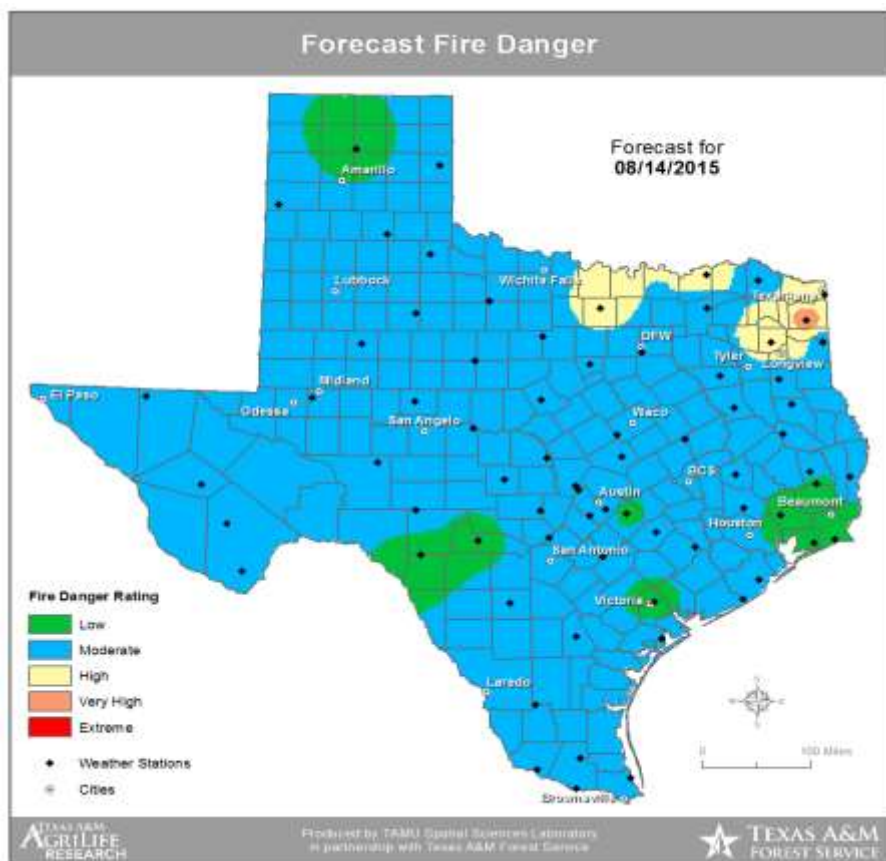 Forecast Fire Danger
Forecast for
08/14/2015
Amarillo
Lubbock
Wichita Falls
Texarkana
DFW
Tyler
Longview
El Paso
Midland
Odessa
San Angelo
Waco
BCS
Austin
Beaumont
Houston
San Antonio
Victoria
Laredo
Brownsville
Fire Danger Rating
Low
Moderate
High
Very High
Extreme
Weather Stations
Cities
N
W
E
S
0
100 Miles
TEXAS A&M
AGRILIFE
RESEARCH
Produced by TAMU Spatial Sciences Laboratory
in partnership with Texas A&M Forest Service
TEXAS A&M
FOREST SERVICE